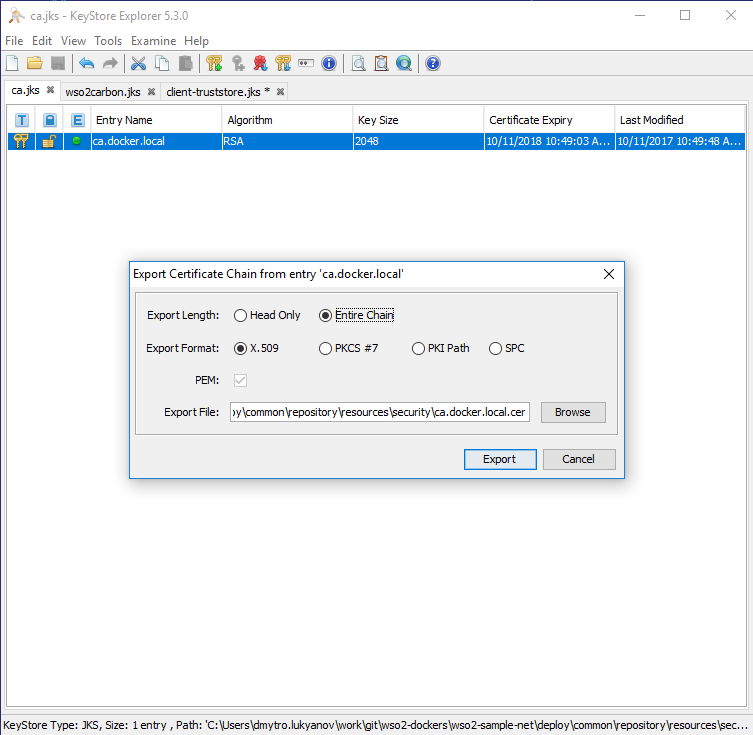 ca.jks - KeyStore Explorer 5.3.0
File Edit View Tools Examine Help
ca.jks wso2carbon.jks client-truststore.jks *
T E Entry Name Algorithm Key Size Certificate Expiry Last Modified
ca.docker.local RSA 2048 10/11/2018 10:49:03 A... 10/11/2017 10:49:48 A...
Export Certificate Chain from entry 'ca.docker.local'
Export Length: Head Only Entire Chain
Export Format: X.509 PKCS #7 PKI Path SPC
PEM:
Export File: oy\common\repository\resources\security\ca.docker.local.cer Browse
Export Cancel
KeyStore Type: JKS, Size: 1 entry , Path: 'C:\Users\dmytro.lukyanov\work\git\wso2-dockers\wso2-sample-net\deploy\common\repository\resources\sec...